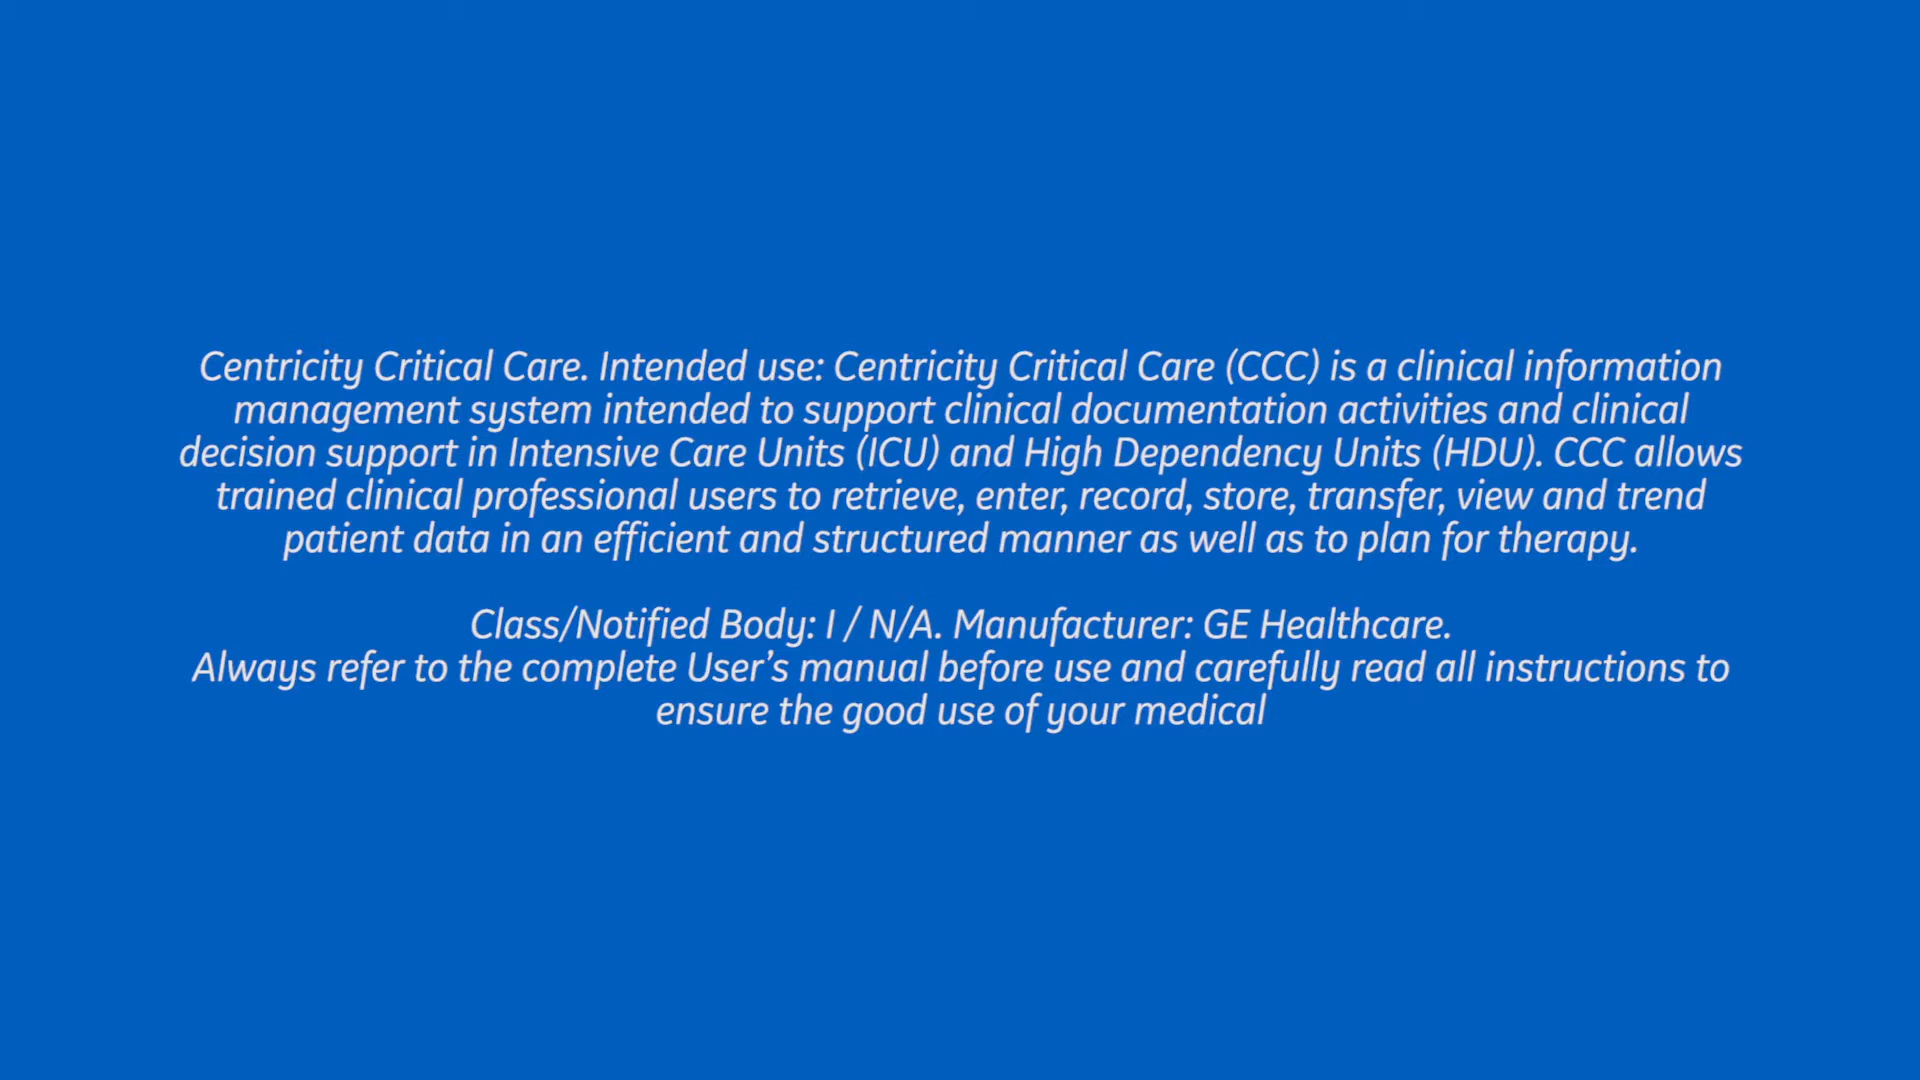 Centricity Critical Care. Intended use: Centricity Critical Care (CCC) is a clinical information
management system intended to support clinical documentation activities and clinical
decision support in Intensive Care Units (ICU) and High Dependency Units (HDU). CCC allows
trained clinical professional users to retrieve, enter, record, store, transfer, view and trend
patient data in an efficient and structured manner as well as to plan for therapy.
Class/Notified Body: I / N/A. Manufacturer: GE Healthcare.
Always refer to the complete User’s manual before use and carefully read all instructions to
ensure the good use of your medical